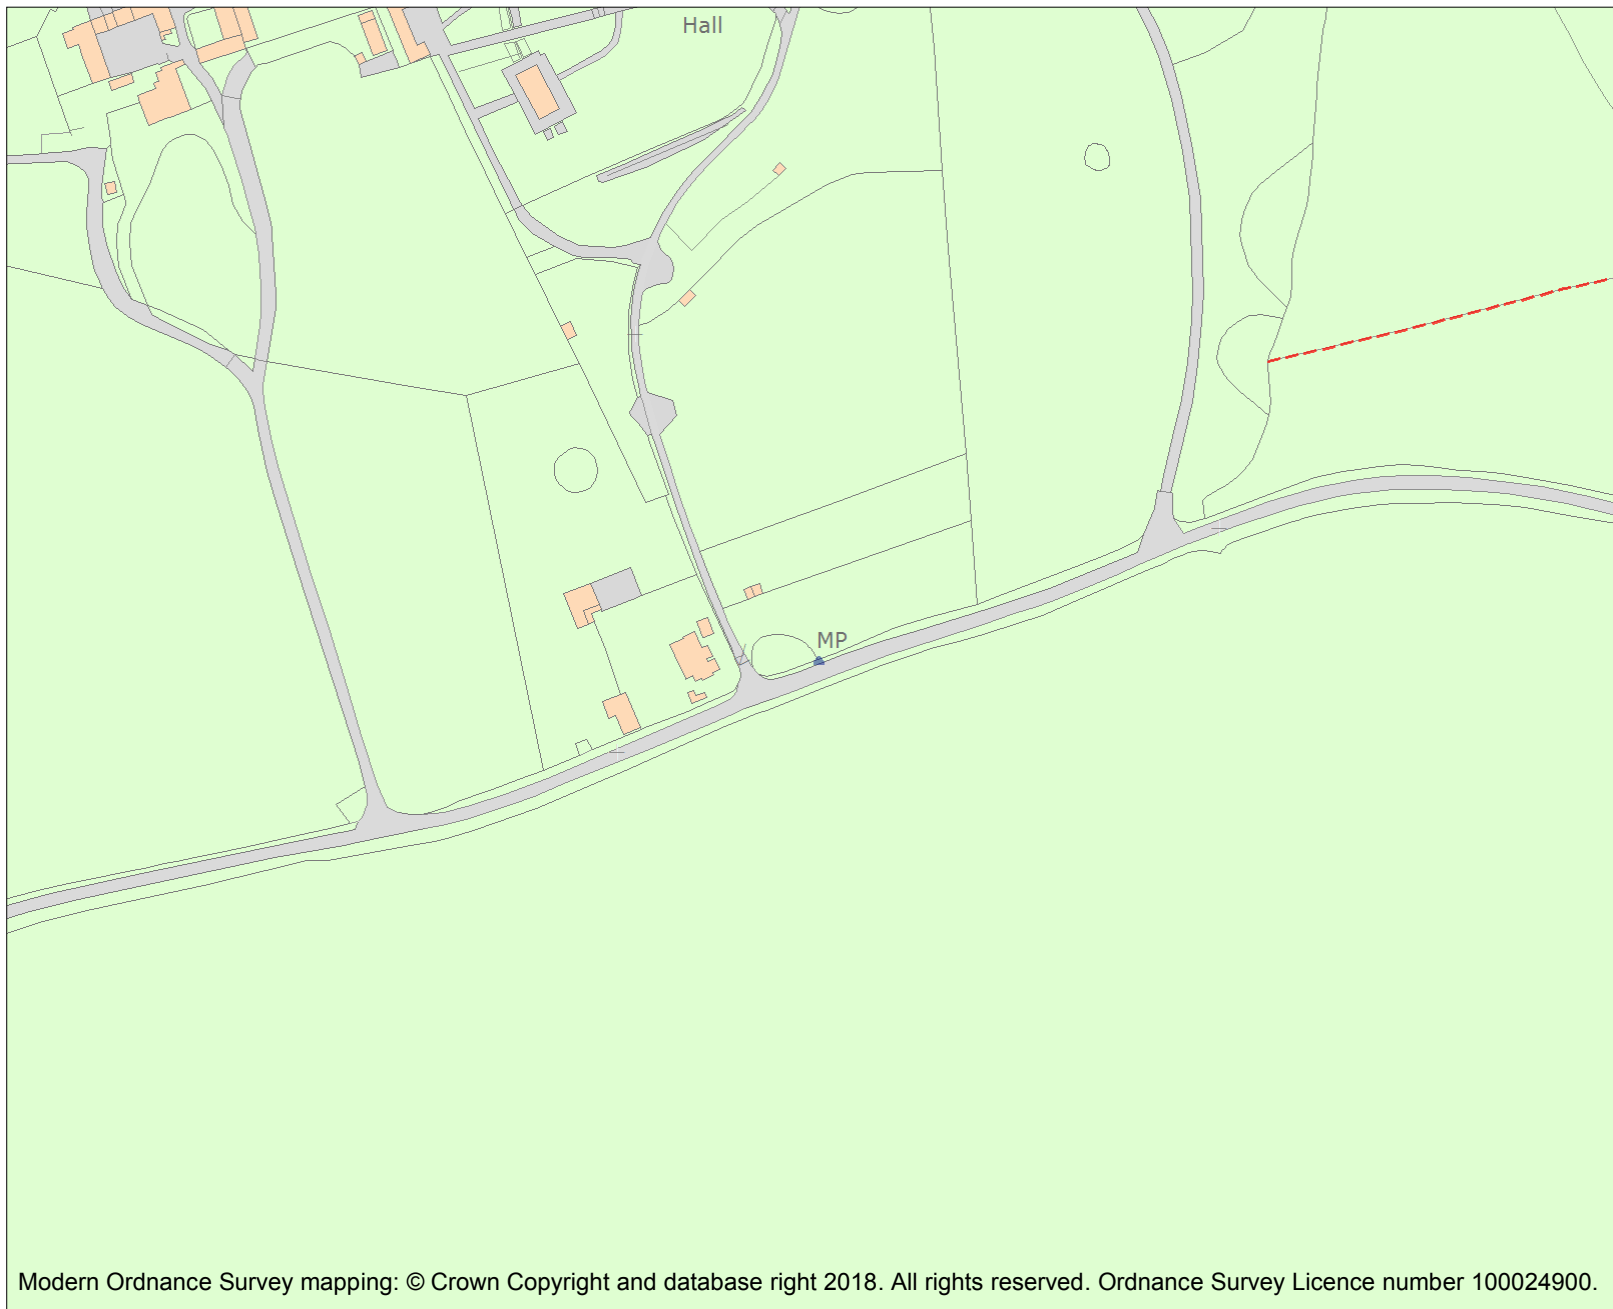 Hall
MP
Modern Ordnance Survey mapping: © Crown Copyright and database right 2018. All rights reserved. Ordnance Survey Licence number 100024900.